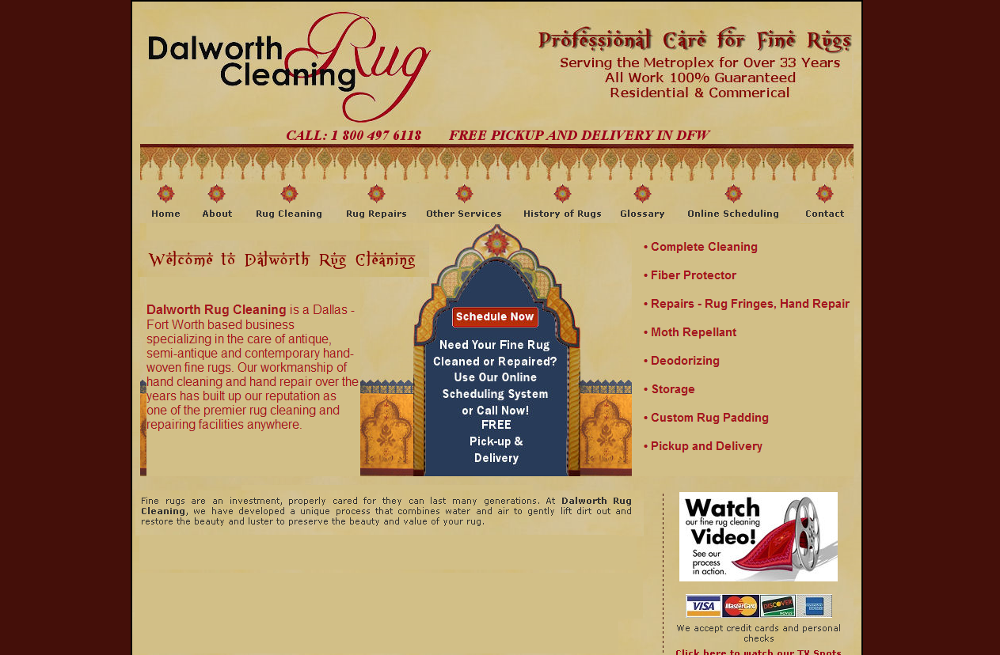 Dalworth Rug
Cleaning
Professional Care for Fine Rugs
Serving the Metroplex for Over 33 Years
All Work 100% Guaranteed
Residential & Commerical
CALL: 1 800 497 6118 FREE PICKUP AND DELIVERY IN DFW
Home About Rug Cleaning Rug Repairs Other Services History of Rugs Glossary Online Scheduling Contact
Welcome to Dalworth Rug Cleaning
Dalworth Rug Cleaning is a Dallas -
Fort Worth based business
specializing in the care of antique,
semi-antique and contemporary hand-
woven fine rugs. Our workmanship of
hand cleaning and hand repair over the
years has built up our reputation as
one of the premier rug cleaning and
repairing facilities anywhere.
Schedule Now
Need Your Fine Rug
Cleaned or Repaired?
Use Our Online
Scheduling System
or Call Now!
FREE
Pick-up &
Delivery
• Complete Cleaning
• Fiber Protector
• Repairs - Rug Fringes, Hand Repair
• Moth Repellant
• Deodorizing
• Storage
• Custom Rug Padding
• Pickup and Delivery
Fine rugs are an investment, properly cared for they can last many generations. At Dalworth Rug
Cleaning, we have developed a unique process that combines water and air to gently lift dirt out and
restore the beauty and luster to preserve the beauty and value of your rug.
Watch
our fine rug cleaning
Video!
See our
process
in action.
VISA MasterCard DISCOVER NOVUS
We accept credit cards and personal
checks
Click here to watch our TV Spots